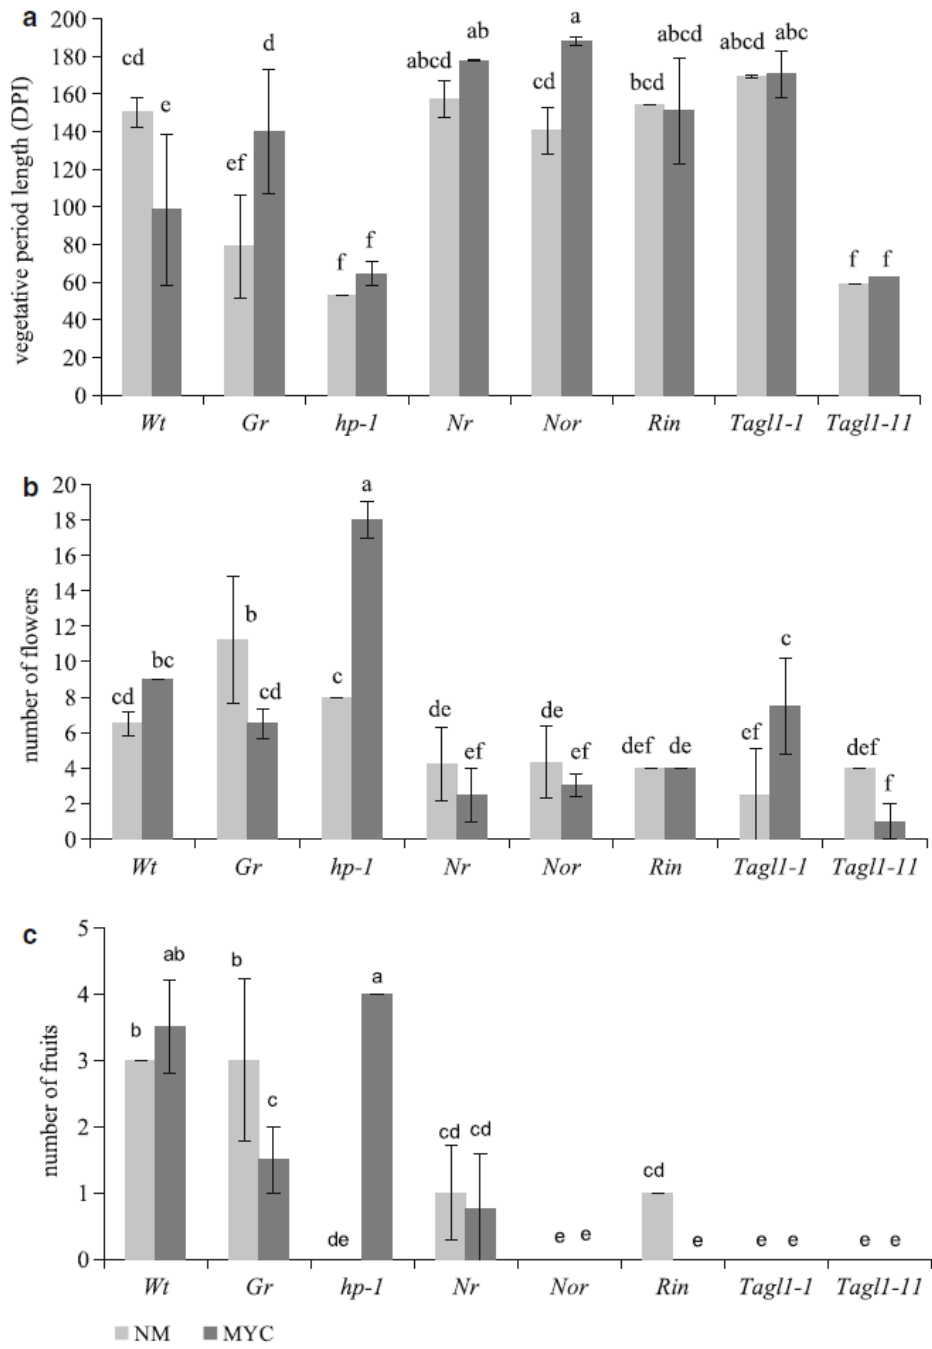 a
vegetative period length (DPI)
200
180
160
140
120
100
80
60
40
20
0
cd
e
ef
d
f
f
abcd
ab
cd
a
bcd
abcd
abcd
abc
f
f
Wt
Gr
hp-1
Nr
Nor
Rin
Tagl1-1
Tagl1-11
b
number of flowers
20
18
16
14
12
10
8
6
4
2
0
cd
bc
b
cd
c
a
de
ef
de
ef
def
de
ef
c
def
f
Wt
Gr
hp-1
Nr
Nor
Rin
Tagl1-1
Tagl1-11
c
number of fruits
5
4
3
2
1
0
b
ab
b
c
de
a
cd
cd
e
e
cd
e
e
e
e
e
Wt
Gr
hp-1
Nr
Nor
Rin
Tagl1-1
Tagl1-11
NM
MYC